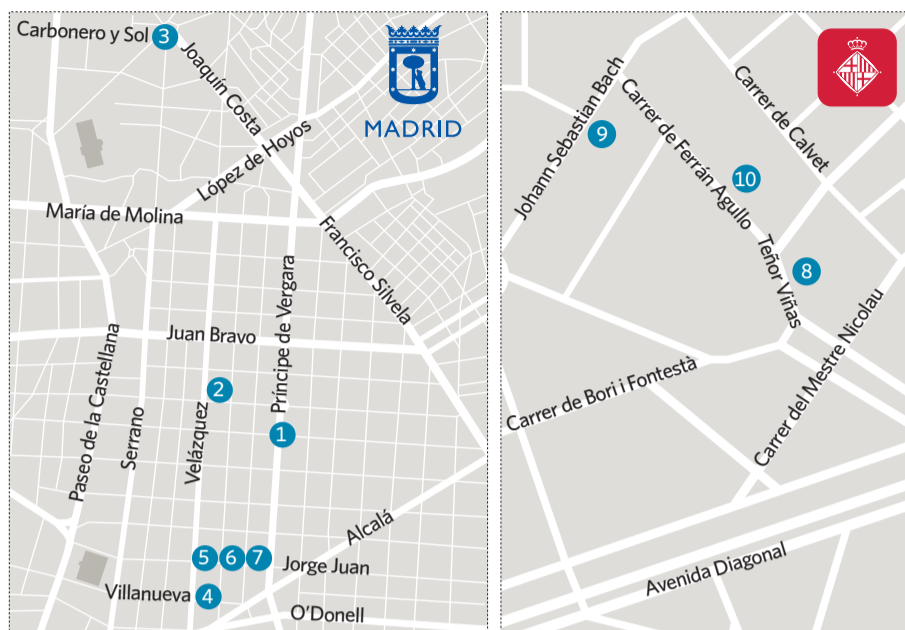 Carbonero y Sol
3
Joaquín Costa
MADRID
López de Hoyos
María de Molina
Francisco Silvela
Príncipe de Vergara
Juan Bravo
Paseo de la Castellana
Serrano
Velázquez
2
1
Alcalá
5
6
7
Jorge Juan
Villanueva
4
O'Donell
Johann Sebastian Bach
9
Carrer de Ferrán Agullo
Carrer de Calvet
10
Teñor Viñas
8
Carrer de Bori i Fontestà
Carrer del Mestre Nicolau
Avenida Diagonal